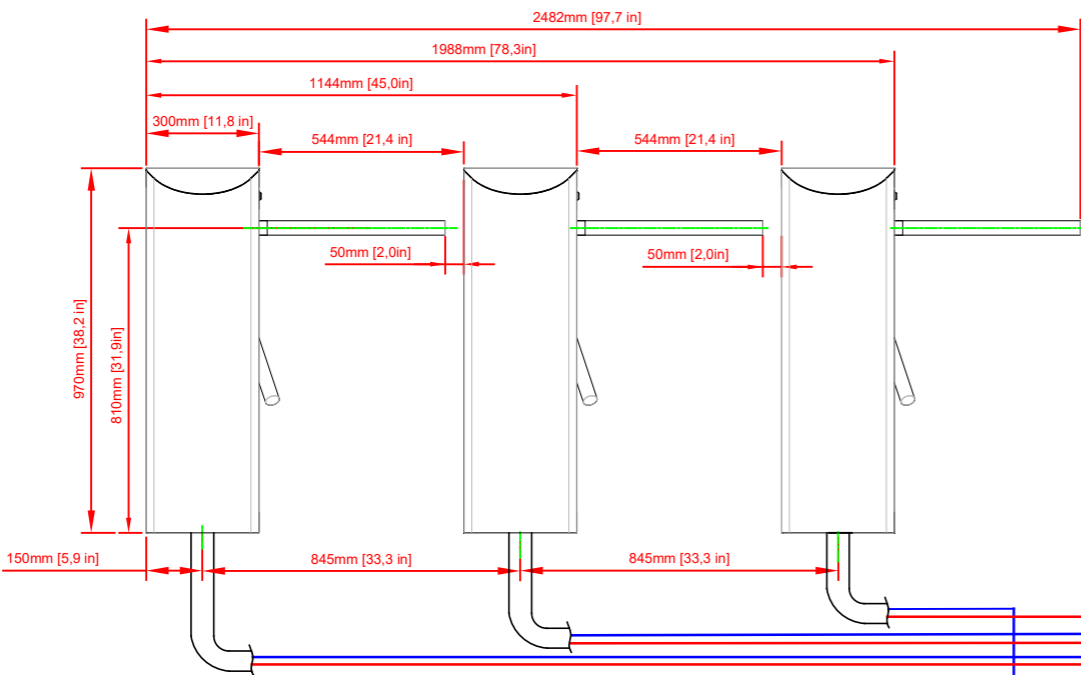 2482mm [97,7 in]
1988mm [78,3in]
1144mm [45,0in]
300mm [11,8 in]
544mm [21,4 in]
544mm [21,4 in]
50mm [2,0in]
50mm [2,0in]
970mm [38,2 in]
810mm [31,9in]
150mm [5,9 in]
845mm [33,3 in]
845mm [33,3 in]